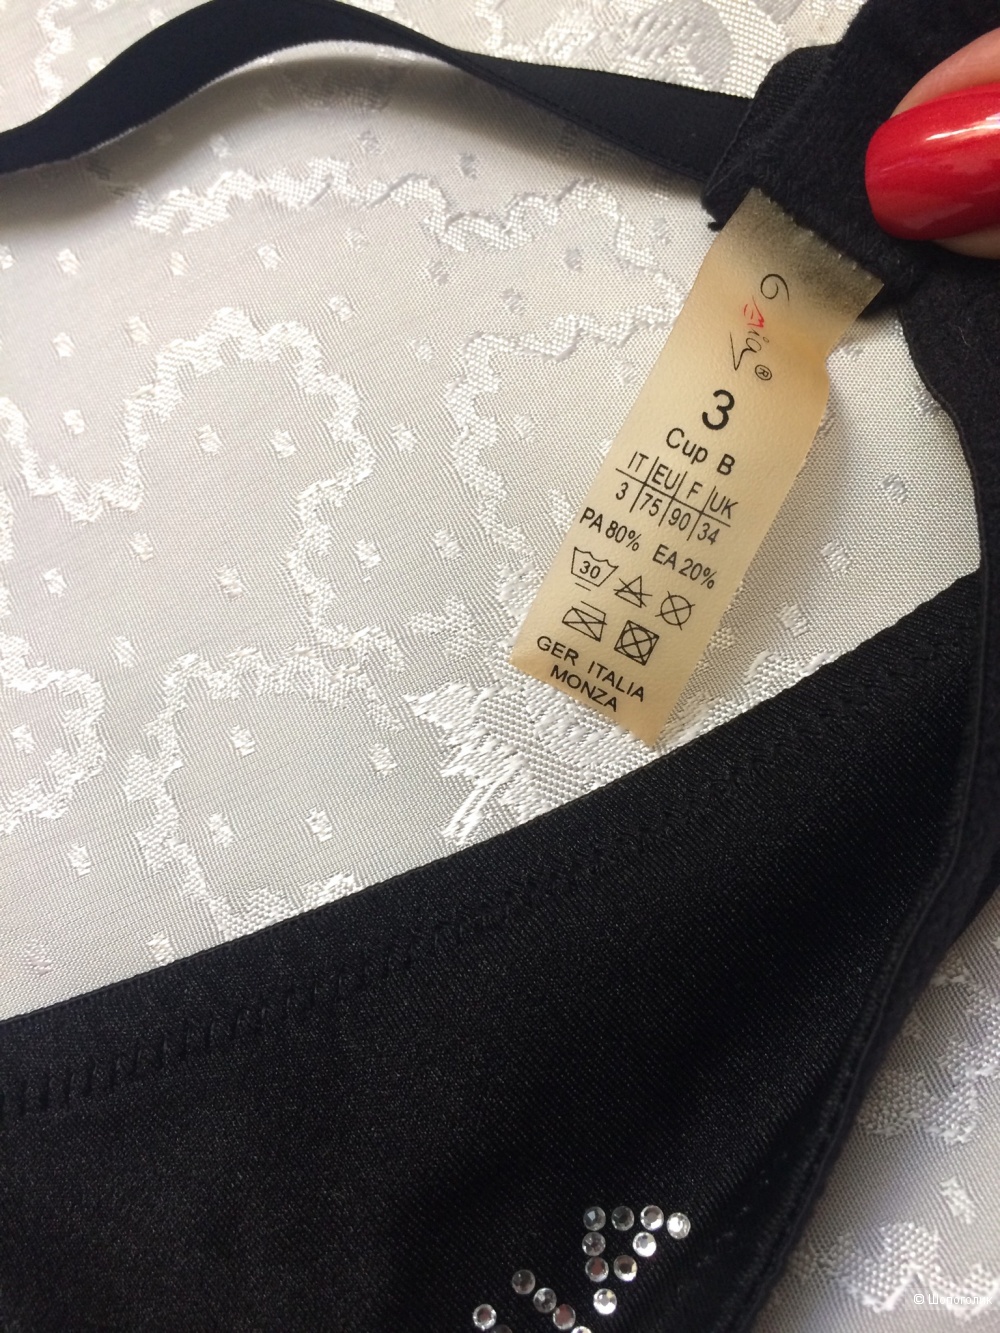 3
Cup B
IT EU F UK
3 75 90 34
PA 80% EA 20%
30
GER ITALIA
MONZA